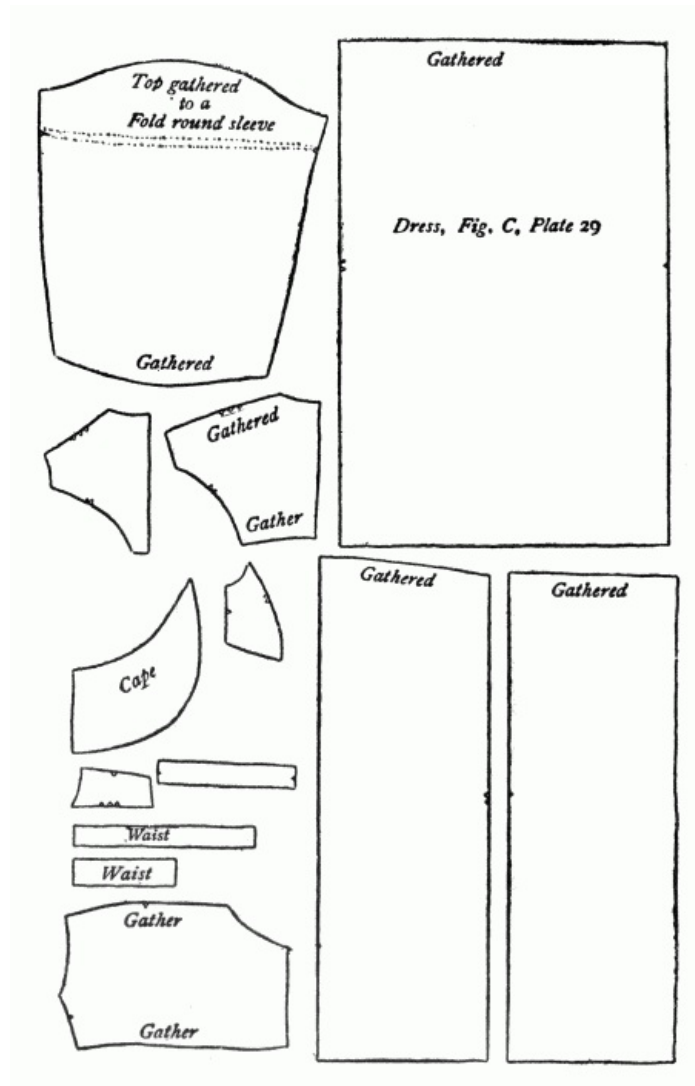 Top gathered
to a
Fold round sleeve
Gathered
Gathered
Dress, Fig. C, Plate 29
Gathered
Gather
Gathered
Gathered
Cape
Waist
Waist
Gather
Gather